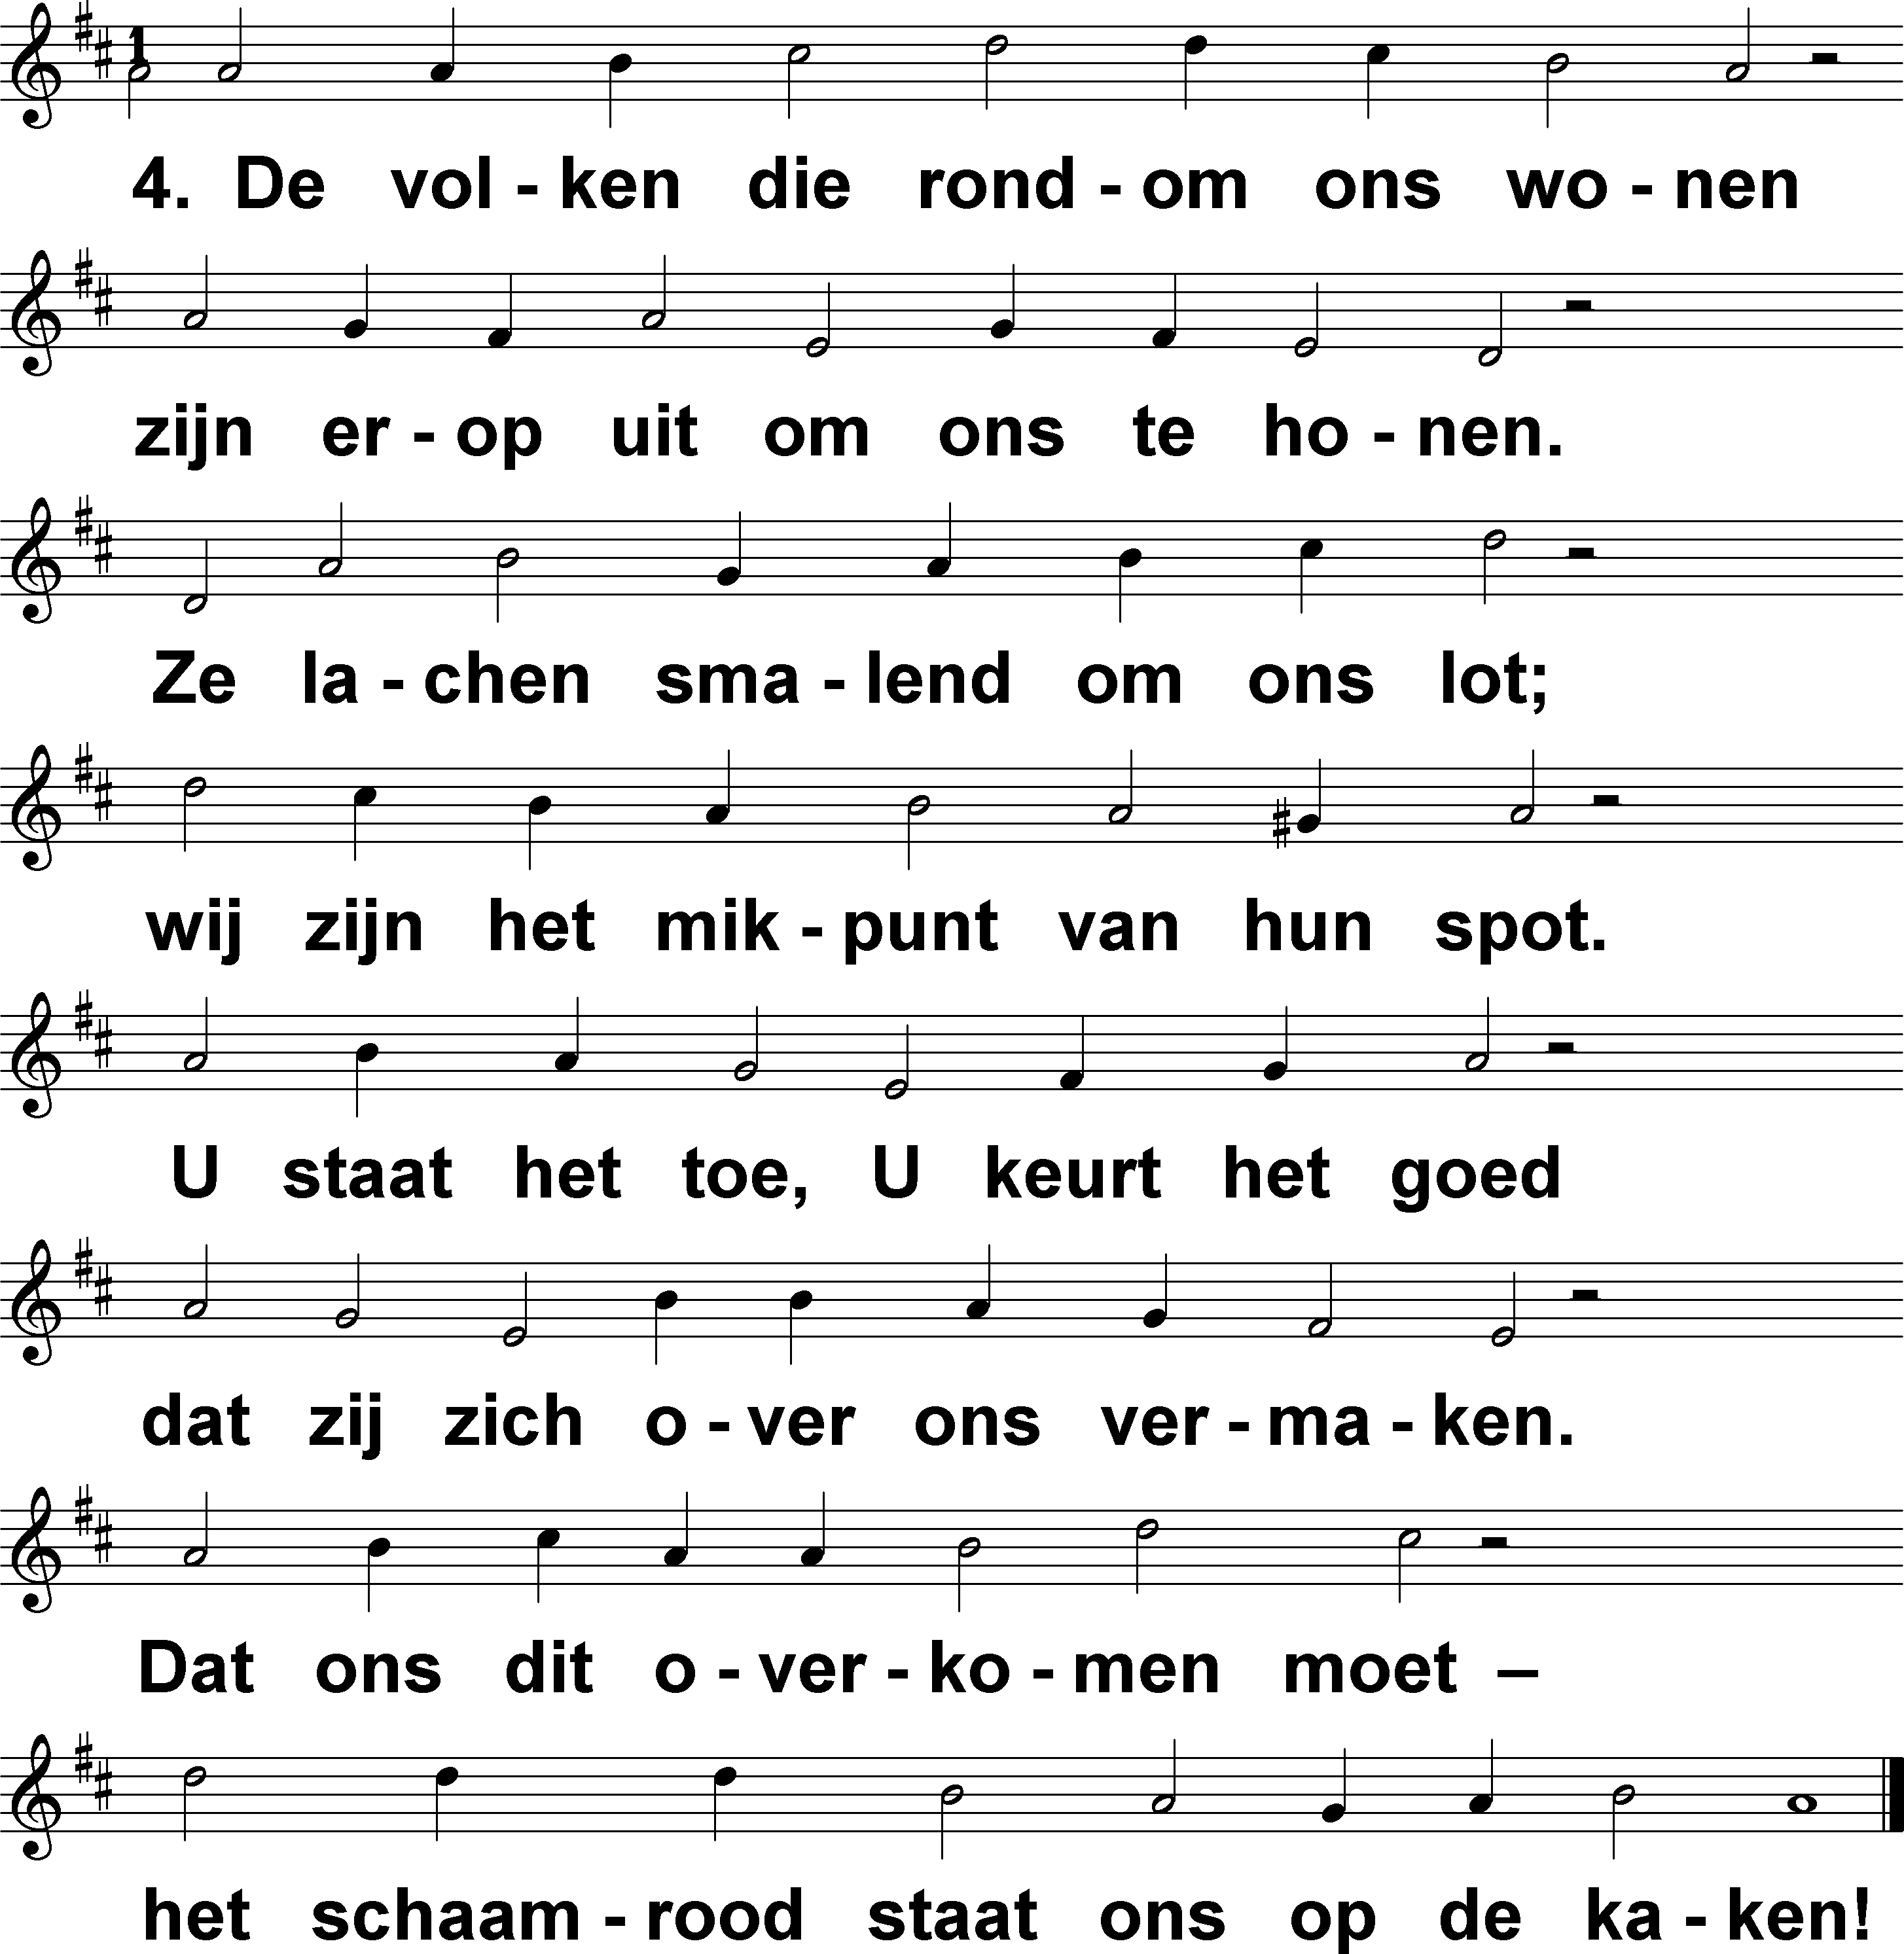 4. De vol - ken die rond - om ons wo - nen
zijn er - op uit om ons te ho - nen.
Ze la - chen sma - lend om ons lot;
wij zijn het mik - punt van hun spot.
U staat het toe, U keurt het goed
dat zij zich o - ver ons ver - ma - ken.
Dat ons dit o - ver - ko - men moet –
het schaam - rood staat ons op de ka - ken!